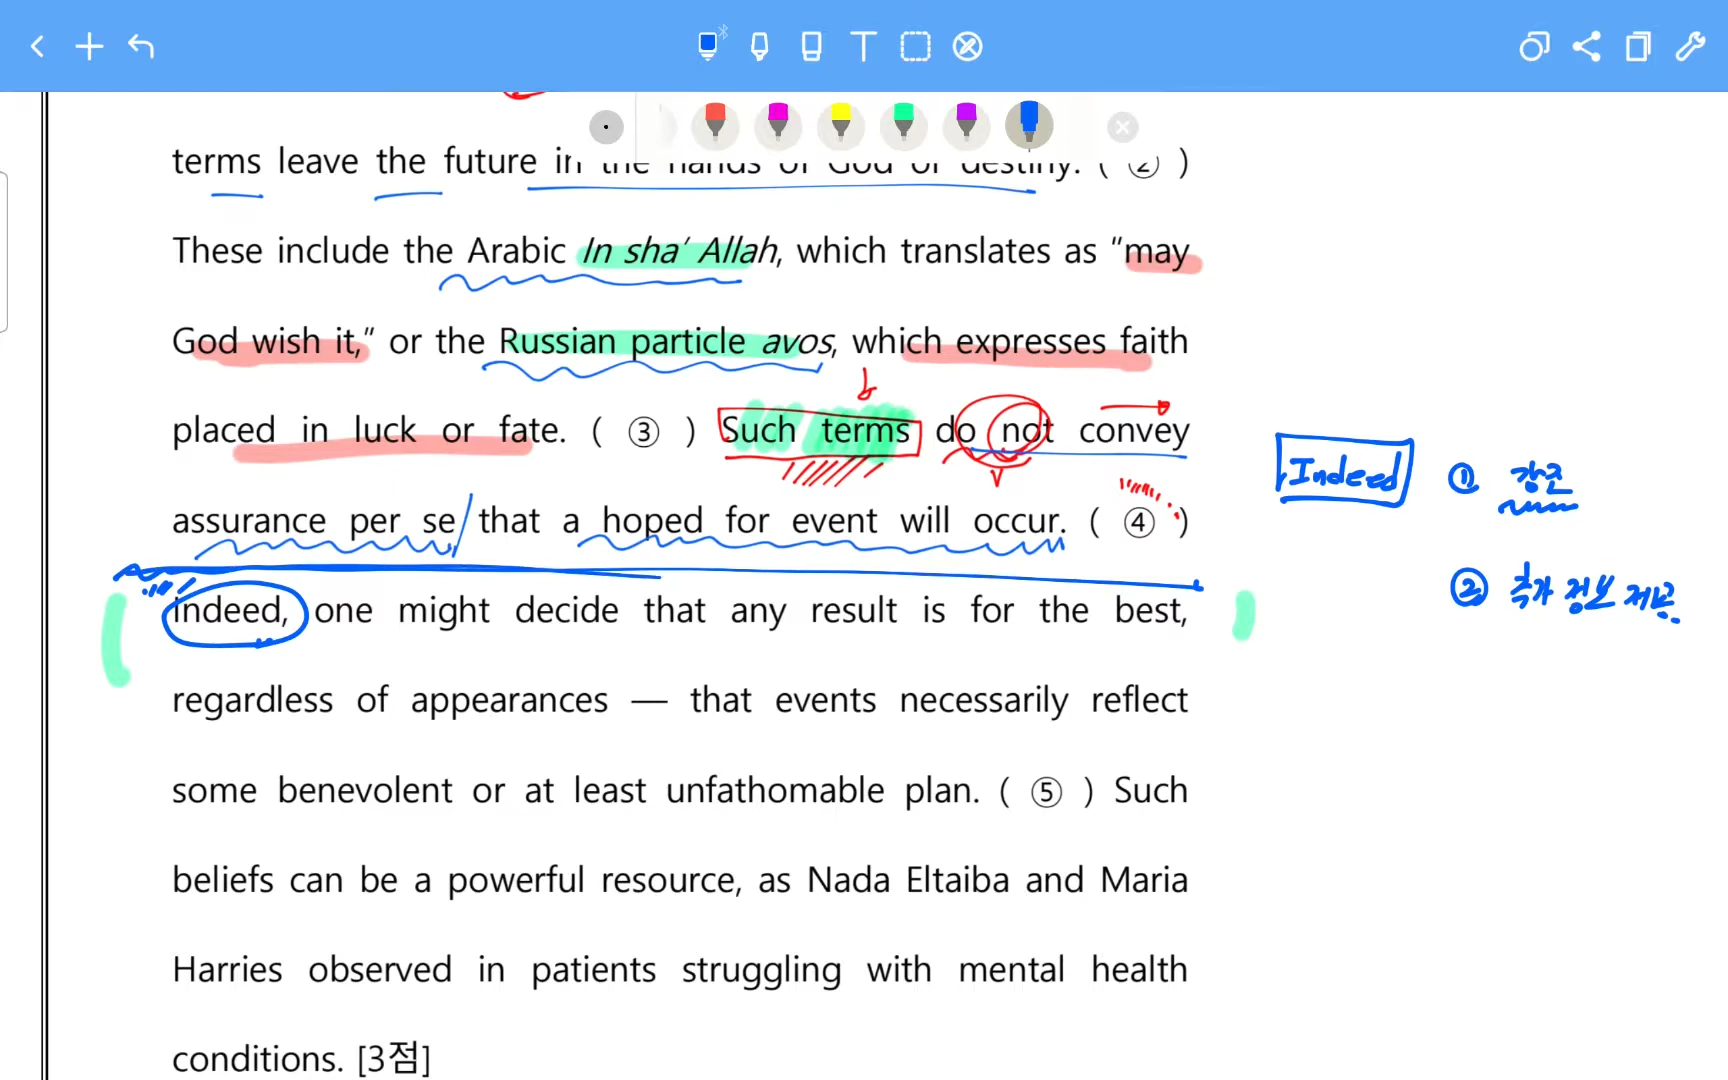 terms leave the future in the hands of God or destiny. ( ② )
These include the Arabic In sha’ Allah, which translates as “may
God wish it,” or the Russian particle avos, which expresses faith
placed in luck or fate. ( ③ ) Such terms do not convey
assurance per se that a hoped for event will occur. ( ④ )
Indeed, one might decide that any result is for the best,
regardless of appearances — that events necessarily reflect
some benevolent or at least unfathomable plan. ( ⑤ ) Such
beliefs can be a powerful resource, as Nada Eltaiba and Maria
Harries observed in patients struggling with mental health
conditions. [3점]
Indeed ① 강조
② 추가 정보 제공